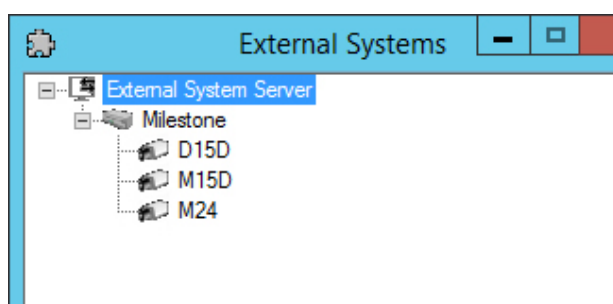 External Systems
External System Server
Milestone
D15D
M15D
M24